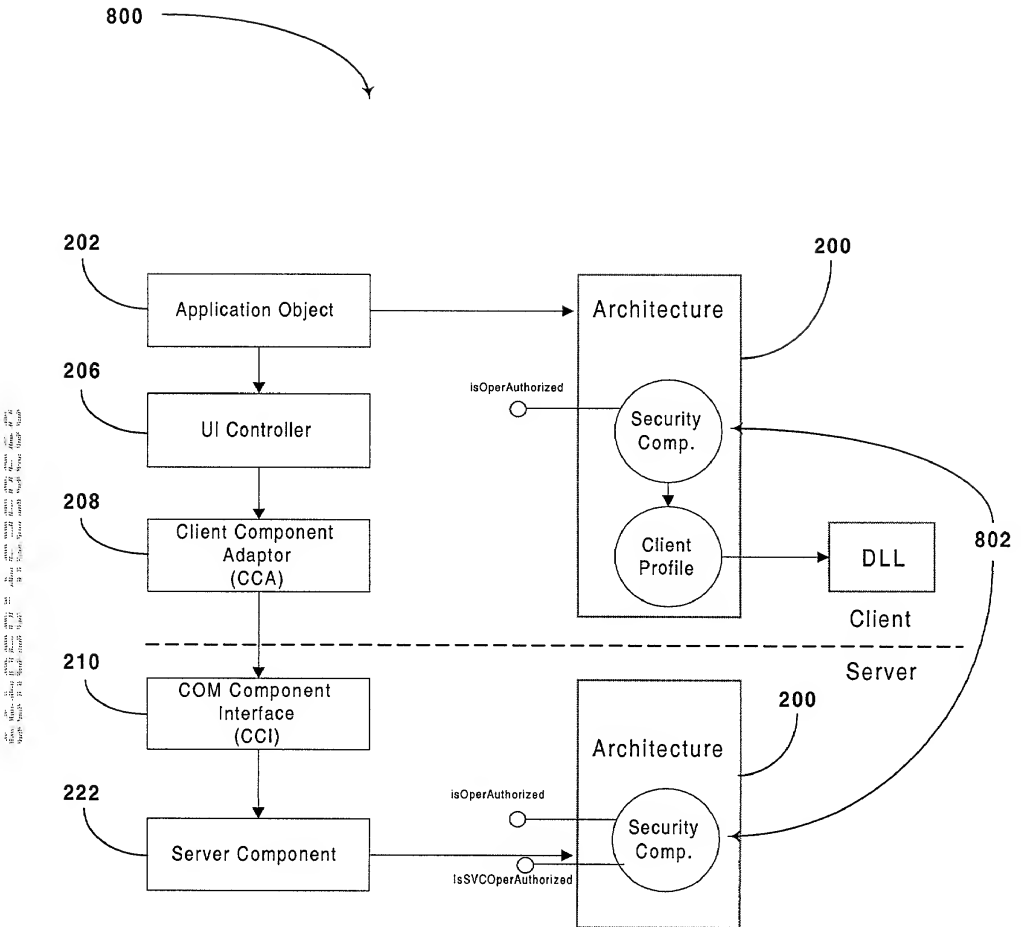 800
202
200
Application Object
Architecture
206
isOperAuthorized
UI Controller
Security
Comp.
208
Client Component
Adaptor
(CCA)
Client
Profile
DLL
802
Client
Server
210
COM Component
Interface
(CCI)
200
Architecture
222
isOperAuthorized
Server Component
Security
Comp.
IsSVCOperAuthorized